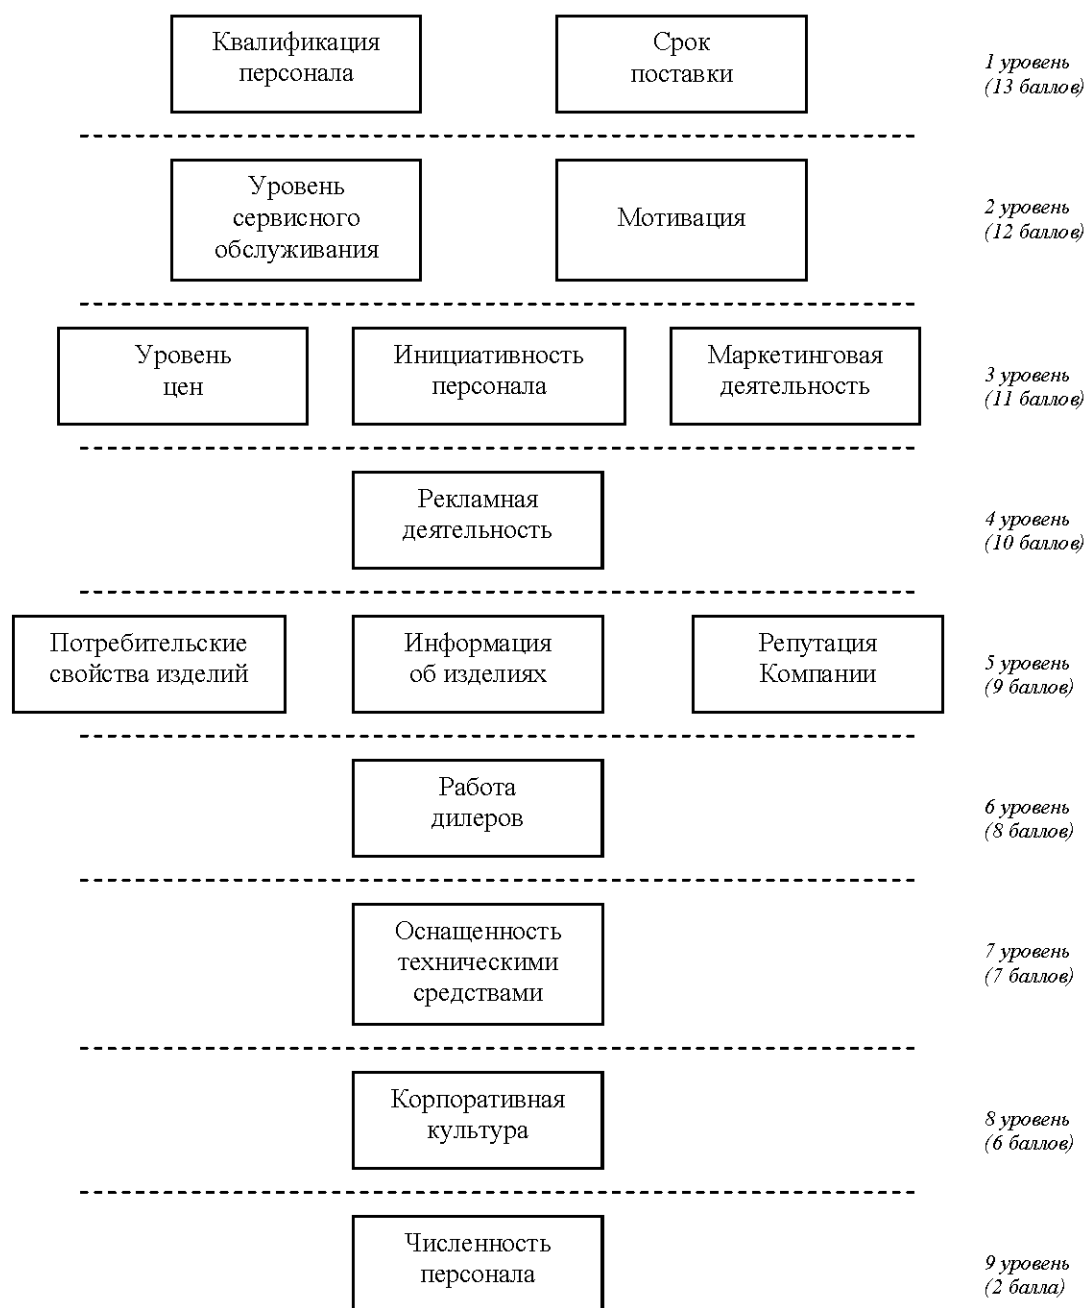 Квалификация
персонала
Срок
поставки
1 уровень
(13 баллов)
Уровень
сервисного
обслуживания
Мотивация
2 уровень
(12 баллов)
Уровень
цен
Инициативность
персонала
Маркетинговая
деятельность
3 уровень
(11 баллов)
Рекламная
деятельность
4 уровень
(10 баллов)
Потребительские
свойства изделий
Информация
об изделиях
Репутация
Компании
5 уровень
(9 баллов)
Работа
дилеров
6 уровень
(8 баллов)
Оснащенность
техническими
средствами
7 уровень
(7 баллов)
Корпоративная
культура
8 уровень
(6 баллов)
Численность
персонала
9 уровень
(2 балла)